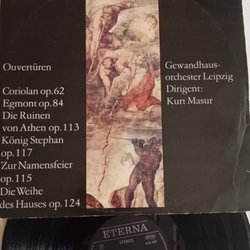 Ouvertüren
Coriolan op.62
Egmont op.84
Die Ruinen
von Athen op.113
König Stephan
op.117
Zur Namensfeier
op.115
Die Weihe
des Hauses op.124
Gewandhaus-
orchester Leipzig
Dirigent:
Kurt Masur
ETERNA
STEREO